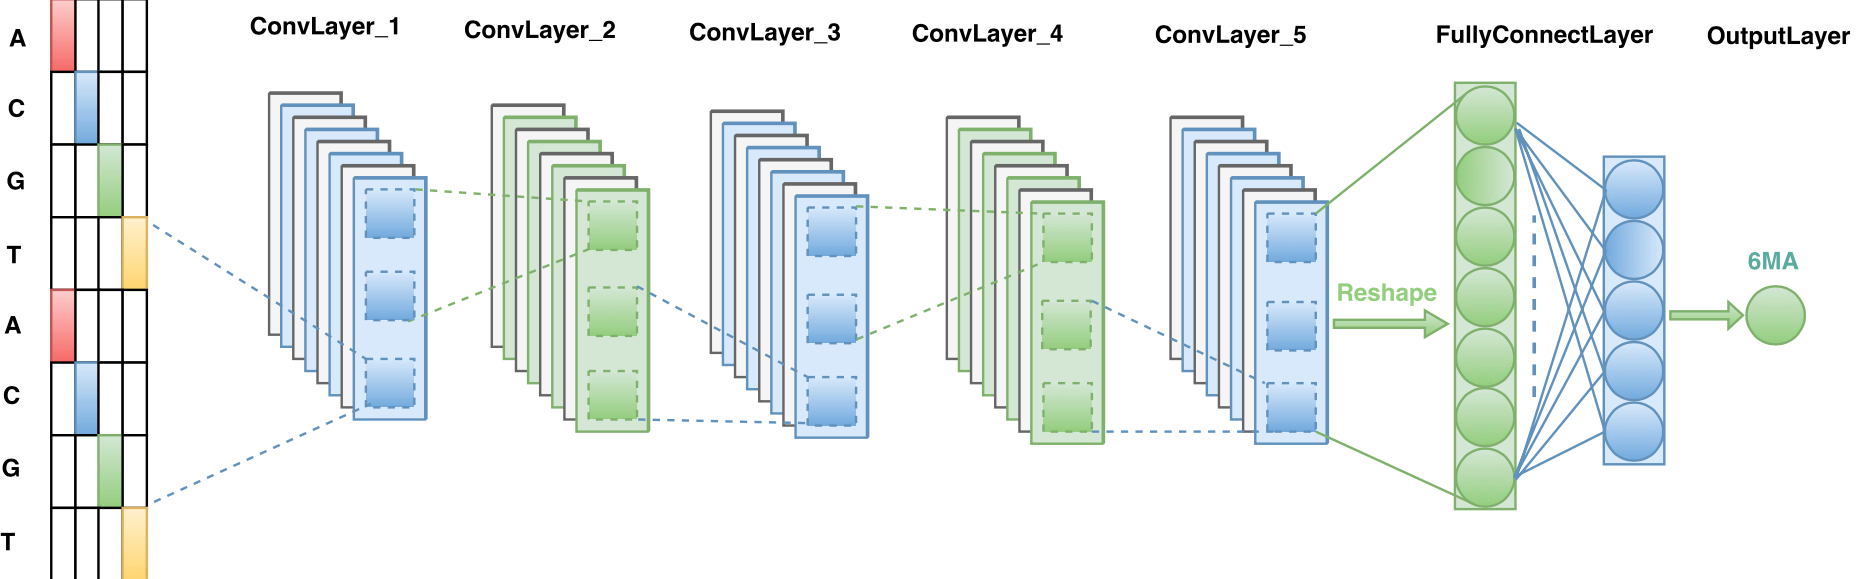 ConvLayer_1
ConvLayer_2
ConvLayer_3
ConvLayer_4
ConvLayer_5
FullyConnectLayer
OutputLayer
A
C
G
T
A
C
G
T
Reshape
6MA